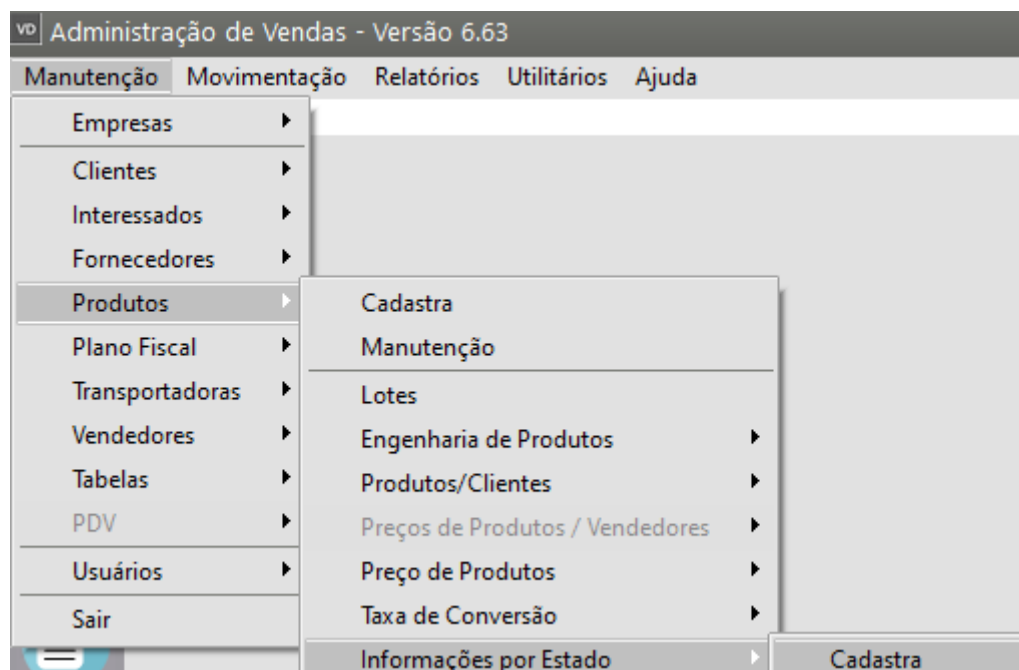 VD Administração de Vendas - Versão 6.63
Manutenção Movimentação Relatórios Utilitários Ajuda
Empresas
Clientes
Interessados
Fornecedores
Produtos
Plano Fiscal
Transportadoras
Vendedores
Tabelas
PDV
Usuários
Sair
Cadastra
Manutenção
Lotes
Engenharia de Produtos
Produtos/Clientes
Preços de Produtos / Vendedores
Preço de Produtos
Taxa de Conversão
Informações por Estado
Cadastra